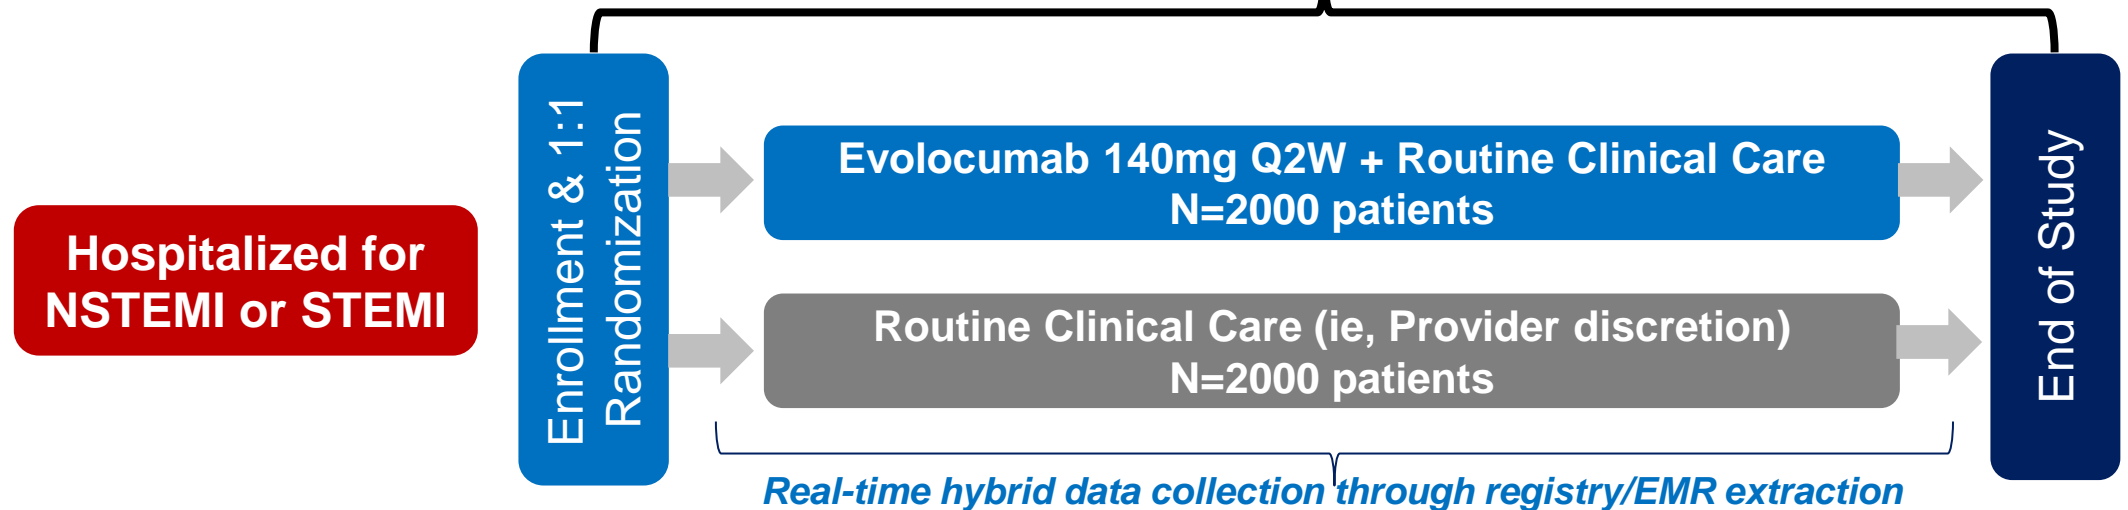 Hospitalized for
NSTEMI or STEMI
Enrollment & 1:1
Randomization
Evolocumab 140mg Q2W + Routine Clinical Care
N=2000 patients
Routine Clinical Care (ie, Provider discretion)
N=2000 patients
End of Study
Real-time hybrid data collection through registry/EMR extraction